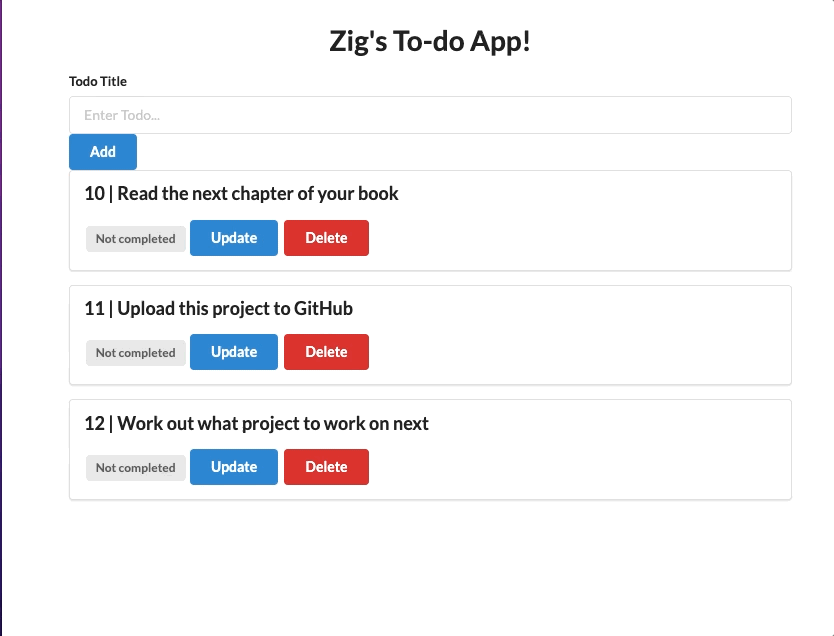 Zig's To-do App!
Todo Title
Enter Todo...
Add
10 | Read the next chapter of your book
Not completed Update Delete
11 | Upload this project to GitHub
Not completed Update Delete
12 | Work out what project to work on next
Not completed Update Delete